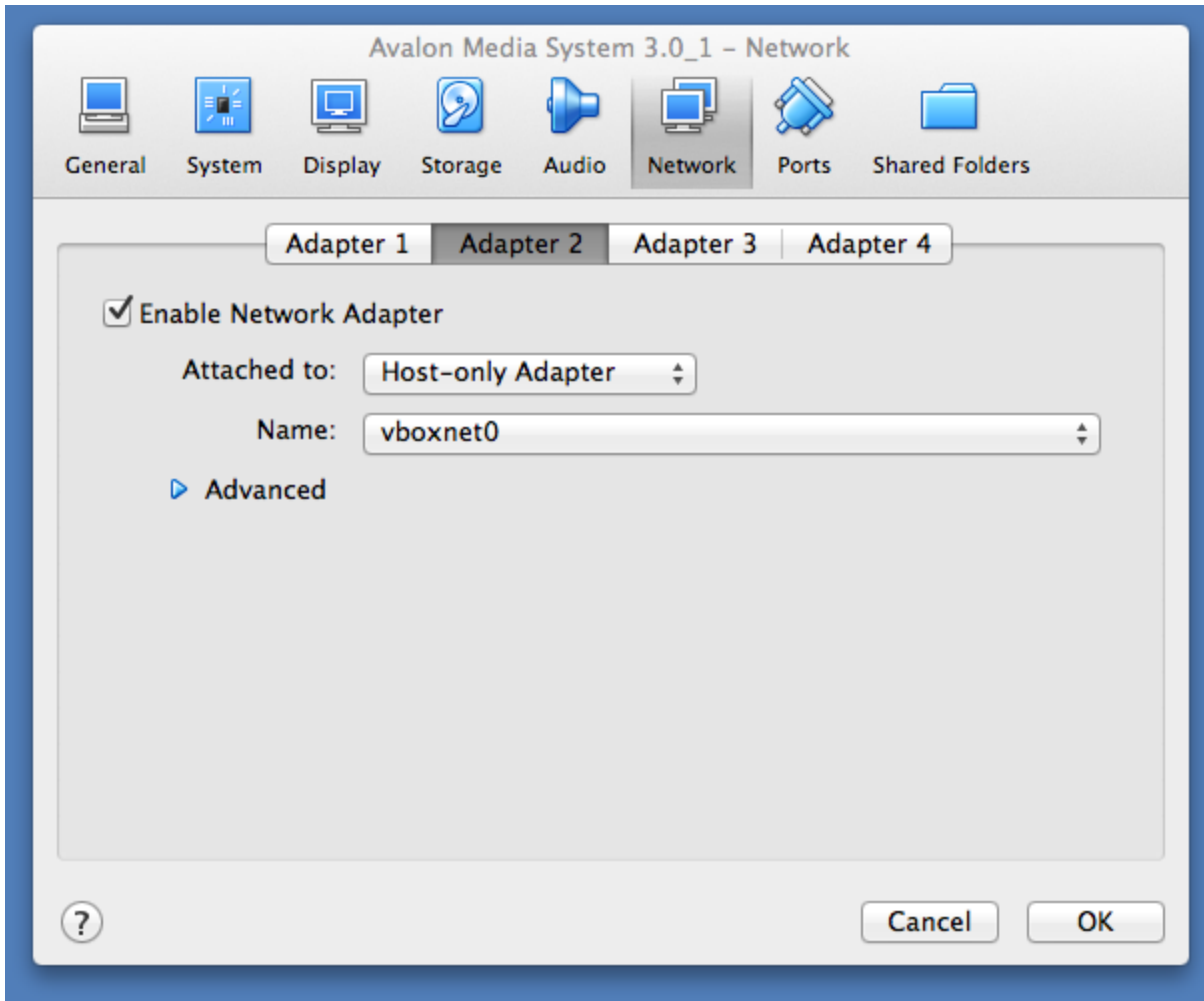 Avalon Media System 3.0_1 – Network
General System Display Storage Audio Network Ports Shared Folders
Adapter 1 Adapter 2 Adapter 3 Adapter 4
Enable Network Adapter
Attached to: Host-only Adapter
Name: vboxnet0
Advanced
? Cancel OK